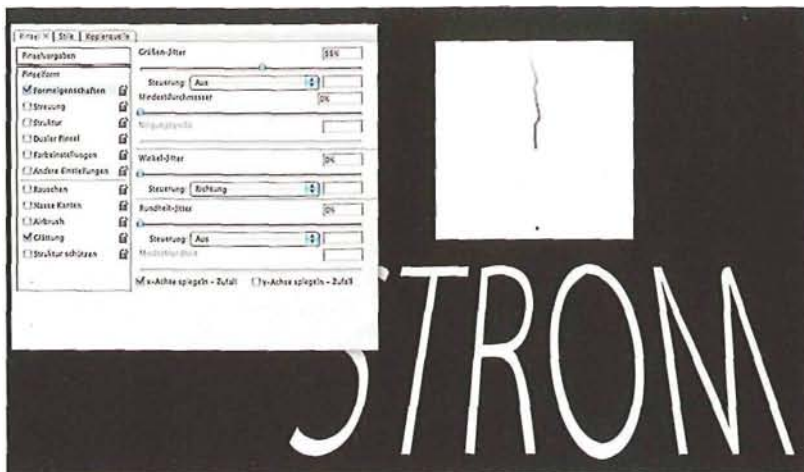 Pinsel × Stile Kopierquelle
Pinselvorgaben
Pinselform
Formeigenschaften
Streuung
Struktur
Dualer Pinsel
Farbeinstellungen
Andere Einstellungen
Rauschen
Nasse Kanten
Airbrush
Glättung
Struktur schützen
Größen-Jitter
Steuerung: Aus
Mindestdurchmesser 0%
Winkel-Jitter 0%
Steuerung: Richtung
Rundheit-Jitter 0%
Steuerung: Aus
Mindestrundheit
x-Achse spiegeln - Zufall y-Achse spiegeln - Zufall
STROM